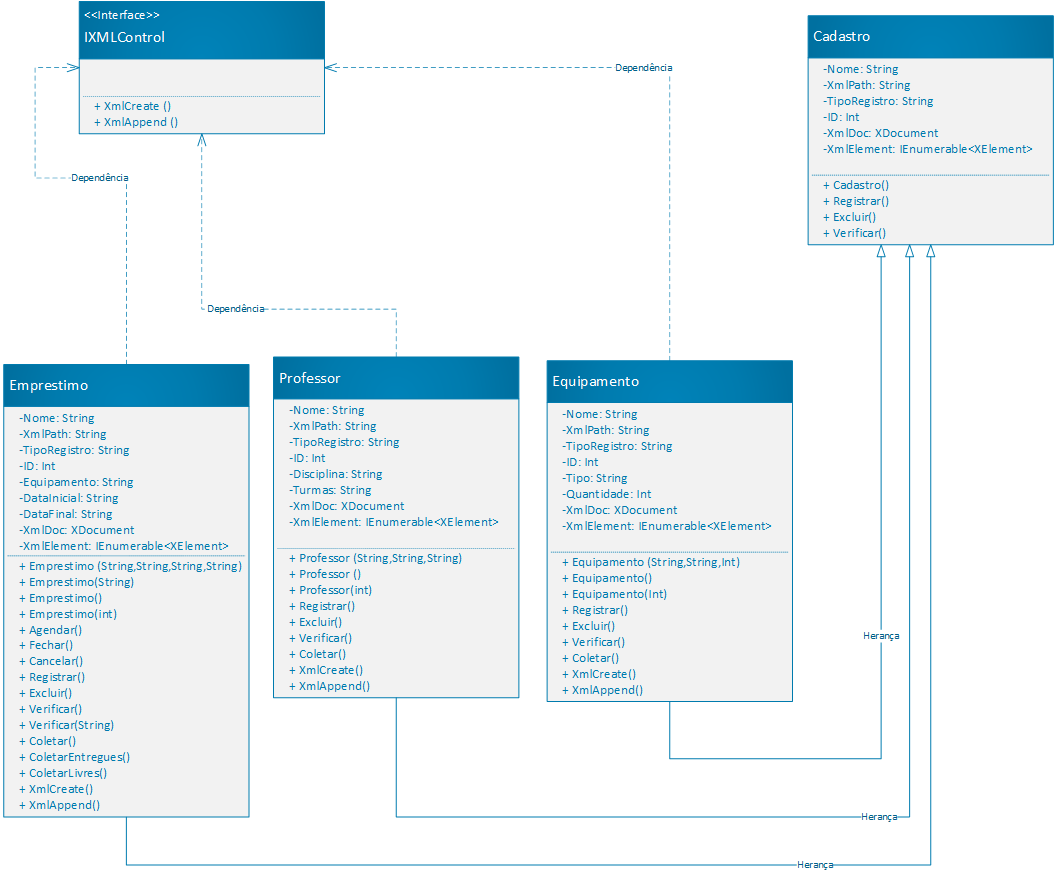 <<Interface>>
IXMLControl
+ XmlCreate ()
+ XmlAppend ()
Cadastro
-Nome: String
-XmlPath: String
-TipoRegistro: String
-ID: Int
-XmlDoc: XDocument
-XmlElement: IEnumerable<XElement>
+ Cadastro()
+ Registrar()
+ Excluir()
+ Verificar()
Dependência
Dependência
Dependência
Emprestimo
-Nome: String
-XmlPath: String
-TipoRegistro: String
-ID: Int
-Equipamento: String
-DataInicial: String
-DataFinal: String
-XmlDoc: XDocument
-XmlElement: IEnumerable<XElement>
+ Emprestimo (String,String,String,String)
+ Emprestimo(String)
+ Emprestimo()
+ Emprestimo(int)
+ Agendar()
+ Fechar()
+ Cancelar()
+ Registrar()
+ Excluir()
+ Verificar()
+ Verificar(String)
+ Coletar()
+ ColetarEntregues()
+ ColetarLivres()
+ XmlCreate()
+ XmlAppend()
Professor
-Nome: String
-XmlPath: String
-TipoRegistro: String
-ID: Int
-Disciplina: String
-Turmas: String
-XmlDoc: XDocument
-XmlElement: IEnumerable<XElement>
+ Professor (String,String,String)
+ Professor ()
+ Professor(int)
+ Registrar()
+ Excluir()
+ Verificar()
+ Coletar()
+ XmlCreate()
+ XmlAppend()
Equipamento
-Nome: String
-XmlPath: String
-TipoRegistro: String
-ID: Int
-Tipo: String
-Quantidade: Int
-XmlDoc: XDocument
-XmlElement: IEnumerable<XElement>
+ Equipamento (String,String,Int)
+ Equipamento()
+ Equipamento(Int)
+ Registrar()
+ Excluir()
+ Verificar()
+ Coletar()
+ XmlCreate()
+ XmlAppend()
Herança
Herança
Herança